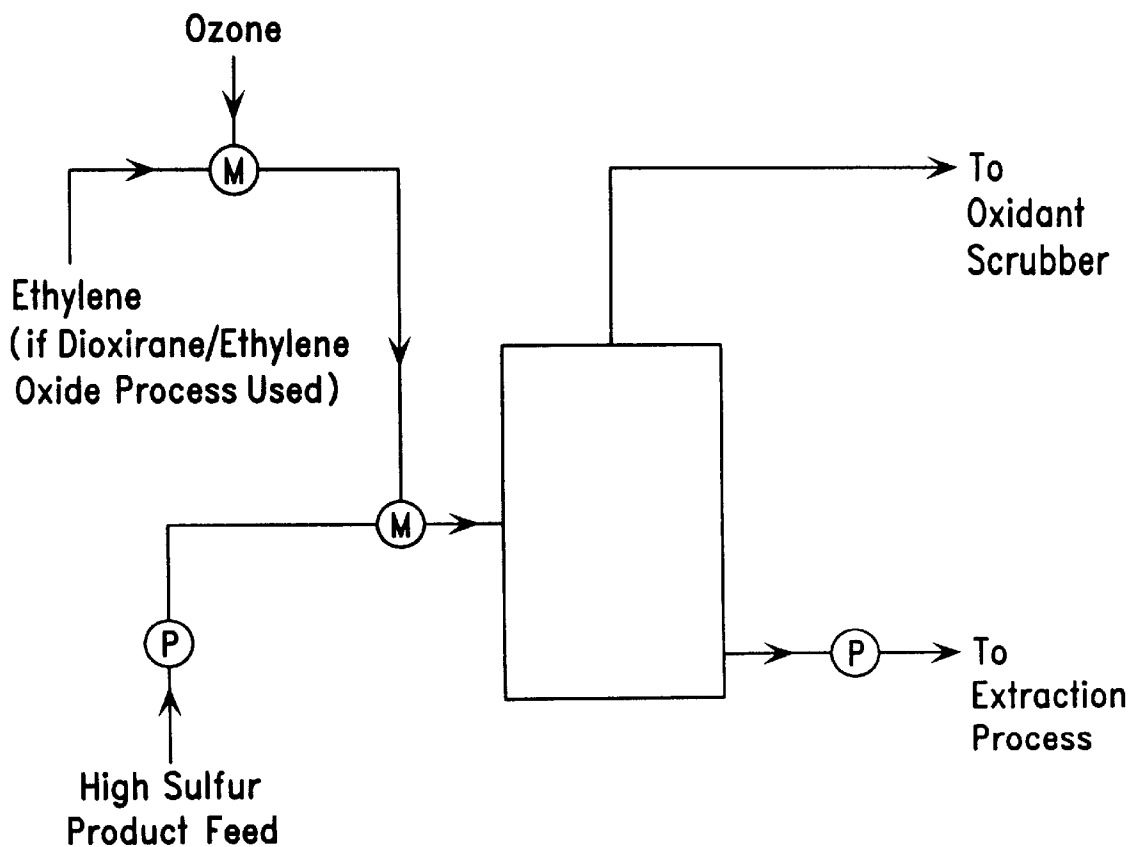 Ozone
M
To
Oxidant
Scrubber
Ethylene
(if Dioxirane/Ethylene
Oxide Process Used)
M
P
P
To
Extraction
Process
High Sulfur
Product Feed